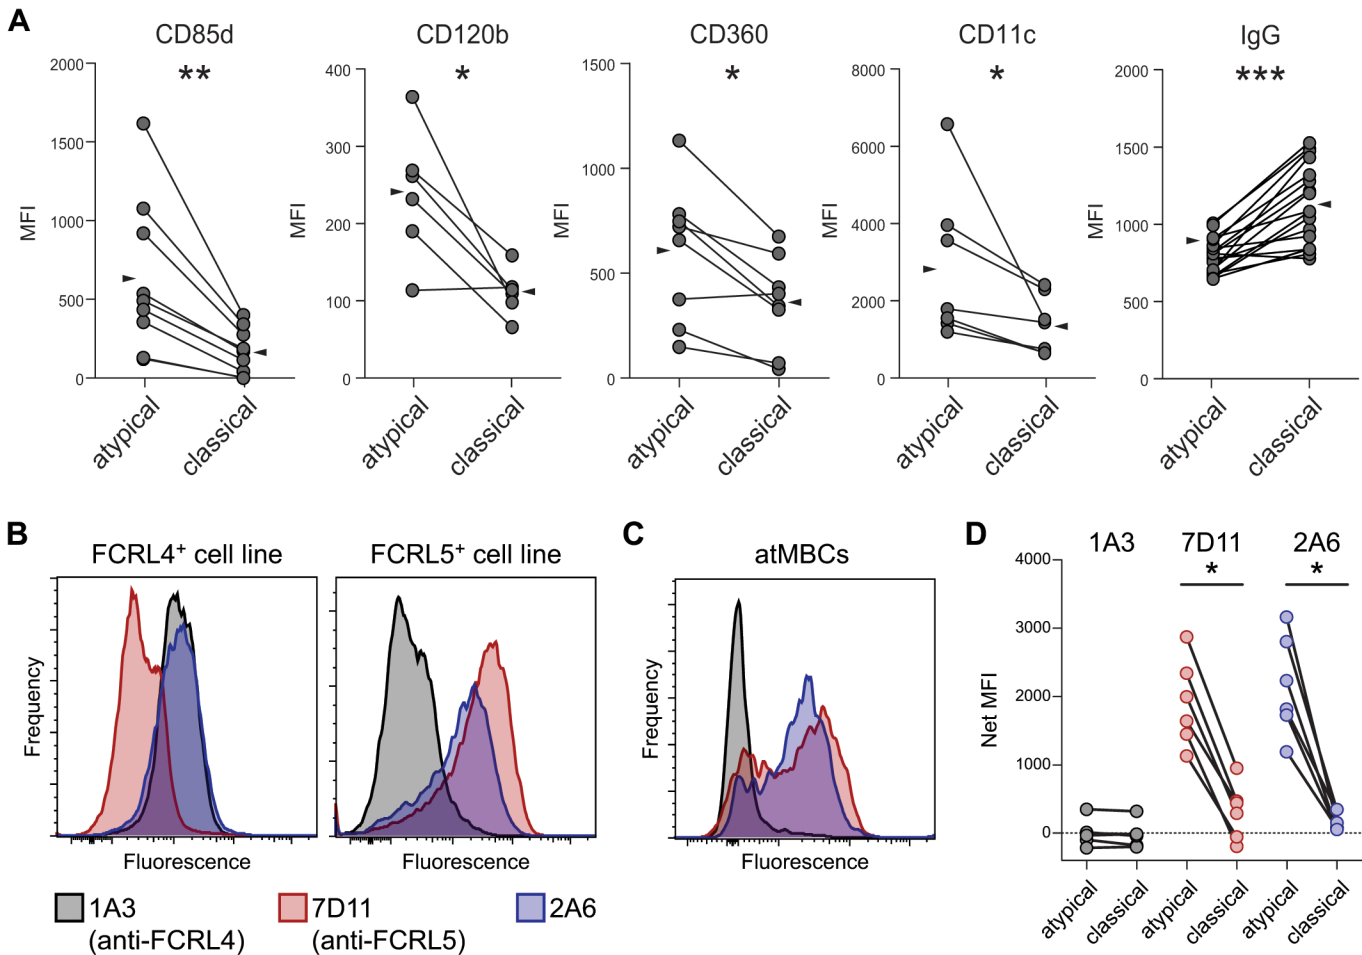 A
CD85d
CD120b
CD360
CD11c
IgG
**
*
*
*
***
MFI
2000
1500
1000
500
0
atypical
classical
MFI
400
300
200
100
0
atypical
classical
MFI
1500
1000
500
0
atypical
classical
MFI
8000
6000
4000
2000
0
atypical
classical
MFI
2000
1500
1000
500
0
atypical
classical
B
FCRL4⁺ cell line
Frequency
Fluorescence
FCRL5⁺ cell line
Fluorescence
1A3
(anti-FCRL4)
7D11
(anti-FCRL5)
2A6
C
atMBCs
Frequency
Fluorescence
D
1A3
7D11
2A6
*
*
Net MFI
4000
3000
2000
1000
0
atypical
classical
atypical
classical
atypical
classical